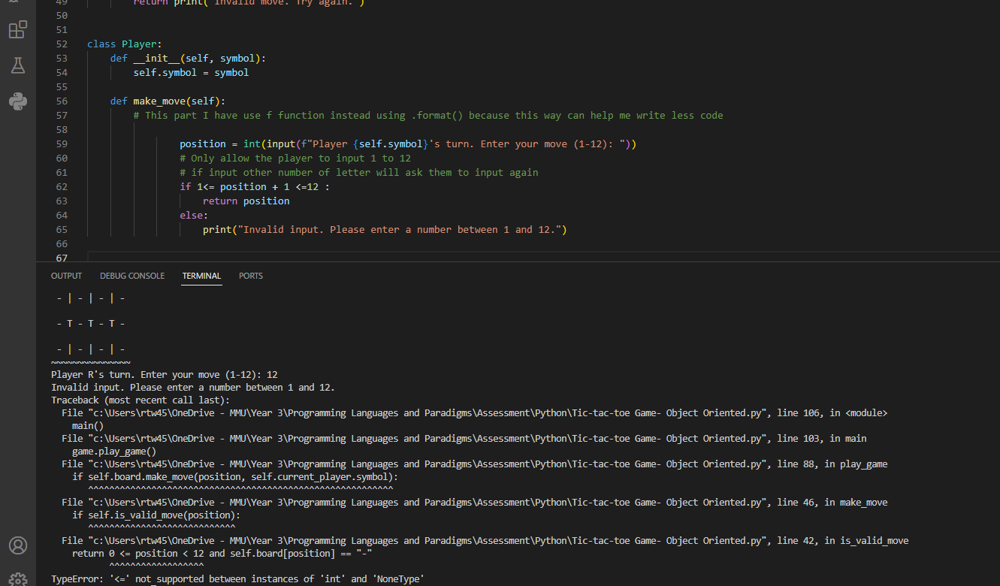 49 return print("Invalid move. Try again.")
50
51
52 class Player:
53 def __init__(self, symbol):
54 self.symbol = symbol
55
56 def make_move(self):
57 # This part I have use f function instead using .format() because this way can help me write less code
58
59 position = int(input(f"Player {self.symbol}'s turn. Enter your move (1-12): "))
60 # Only allow the player to input 1 to 12
61 # if input other number of letter will ask them to input again
62 if 1<= position + 1 <=12 :
63 return position
64 else:
65 print("Invalid input. Please enter a number between 1 and 12.")
66
67
OUTPUT DEBUG CONSOLE TERMINAL PORTS
- | - | - | -
- T - T - T -
- | - | - | -
~~~~~~~~~~~~~~~
Player R's turn. Enter your move (1-12): 12
Invalid input. Please enter a number between 1 and 12.
Traceback (most recent call last):
File "c:\Users\rtw45\OneDrive - MMU\Year 3\Programming Languages and Paradigms\Assessment\Python\Tic-tac-toe Game- Object Oriented.py", line 106, in <module>
main()
File "c:\Users\rtw45\OneDrive - MMU\Year 3\Programming Languages and Paradigms\Assessment\Python\Tic-tac-toe Game- Object Oriented.py", line 103, in main
game.play_game()
File "c:\Users\rtw45\OneDrive - MMU\Year 3\Programming Languages and Paradigms\Assessment\Python\Tic-tac-toe Game- Object Oriented.py", line 88, in play_game
if self.board.make_move(position, self.current_player.symbol):
^^^^^^^^^^^^^^^^^^^^^^^^^^^^^^^^^^^^^^^^^^^^^^^^^^^^^^^^^^
File "c:\Users\rtw45\OneDrive - MMU\Year 3\Programming Languages and Paradigms\Assessment\Python\Tic-tac-toe Game- Object Oriented.py", line 46, in make_move
if self.is_valid_move(position):
^^^^^^^^^^^^^^^^^^^^^^^^^^^^
File "c:\Users\rtw45\OneDrive - MMU\Year 3\Programming Languages and Paradigms\Assessment\Python\Tic-tac-toe Game- Object Oriented.py", line 42, in is_valid_move
return 0 <= position < 12 and self.board[position] == "-"
^^^^^^^^^^^^^^^^^^
TypeError: '<=' not supported between instances of 'int' and 'NoneType'